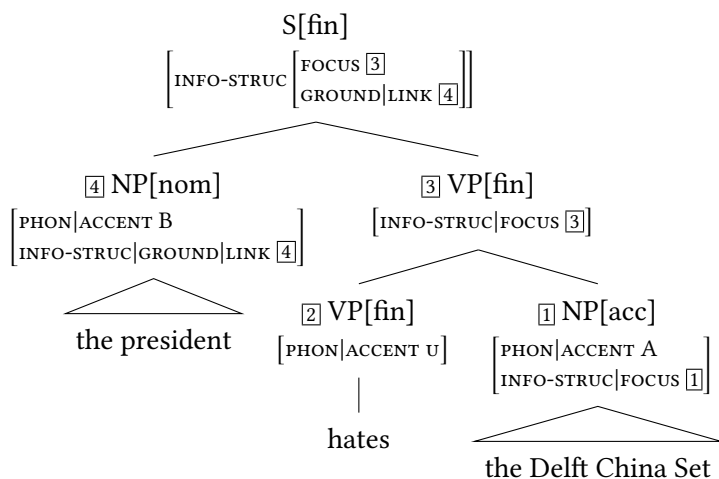 S[fin]
[INFO-STRUC [FOCUS 3
GROUND|LINK 4]]
4 NP[nom] 3 VP[fin]
[PHON|ACCENT B
INFO-STRUC|GROUND|LINK 4] [INFO-STRUC|FOCUS 3]
the president 2 VP[fin] 1 NP[acc]
[PHON|ACCENT U] [PHON|ACCENT A
INFO-STRUC|FOCUS 1]
hates
the Delft China Set